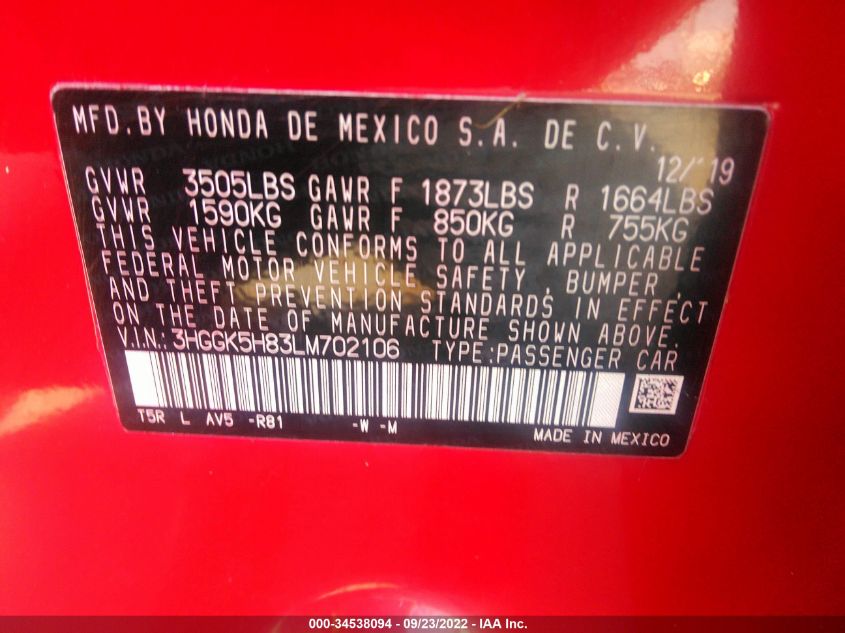 MFD.BY HONDA DE MEXICO S.A. DE C.V.
12/'19
GVWR 3505LBS GAWR F 1873LBS R 1664LBS
GVWR 1590KG GAWR F 850KG R 755KG
THIS VEHICLE CONFORMS TO ALL APPLICABLE
FEDERAL MOTOR VEHICLE SAFETY, BUMPER,
AND THEFT PREVENTION STANDARDS IN EFFECT
ON THE DATE OF MANUFACTURE SHOWN ABOVE.
V.I.N.: 3HGGK5H83LM702106 TYPE:PASSENGER CAR
T5R L AV5 -R81 -W -M
MADE IN MEXICO
000-34538094 - 09/23/2022 - IAA Inc.